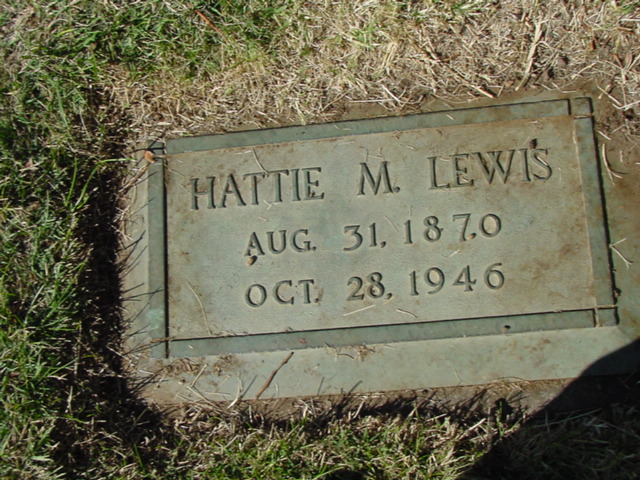 HATTIE M. LEWIS
AUG. 31, 1870
OCT. 28, 1946